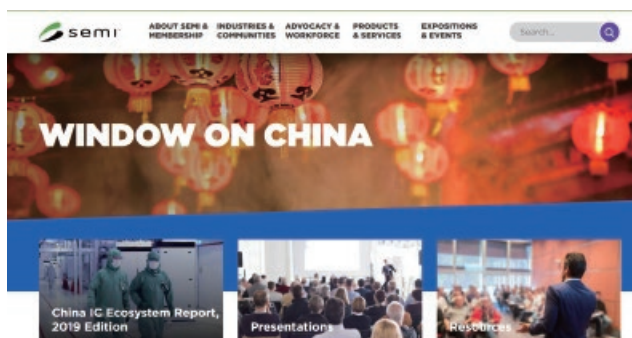 semi
ABOUT SEMI &
MEMBERSHIP
INDUSTRIES &
COMMUNITIES
ADVOCACY &
WORKFORCE
PRODUCTS
& SERVICES
EXPOSITIONS
& EVENTS
Search...
WINDOW ON CHINA
China IC Ecosystem Report,
2019 Edition
Presentations
Resources